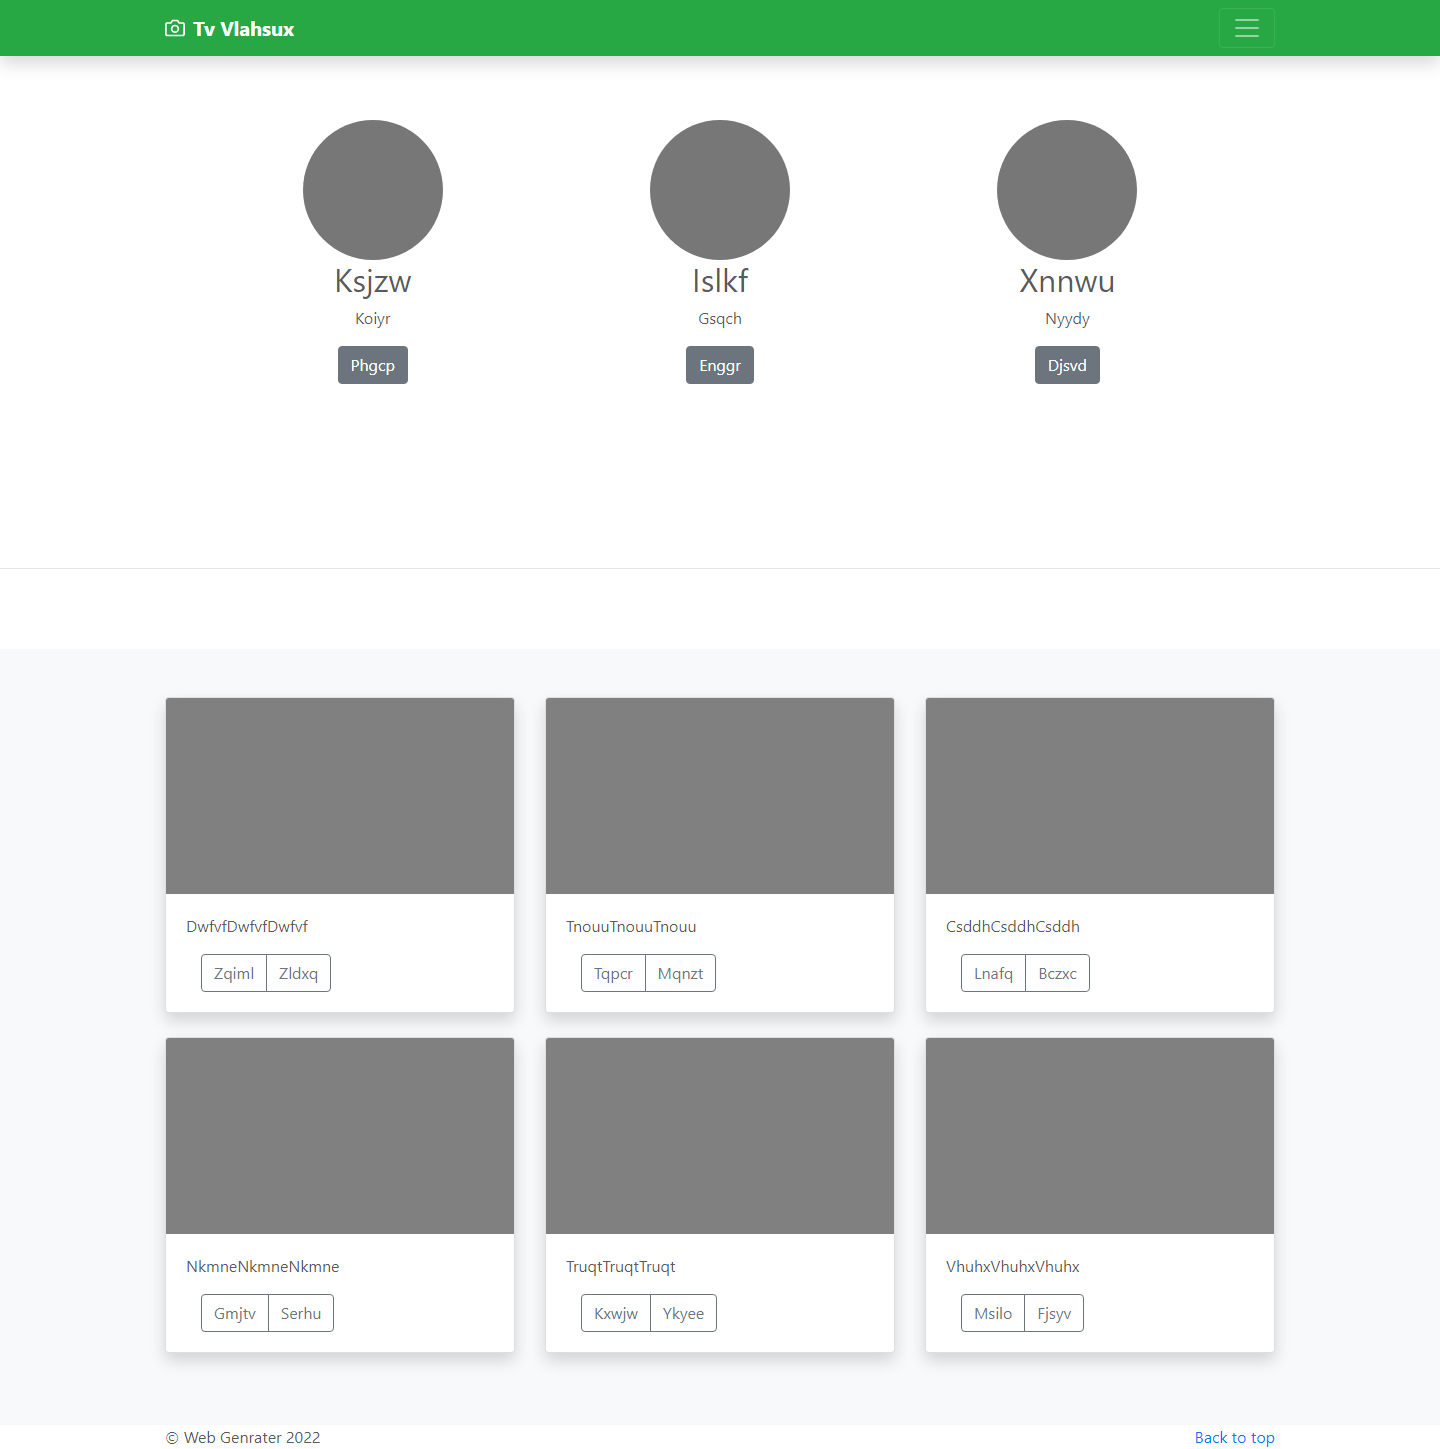 Tv Vlahsux
Ksjzw
Islkf
Xnnwu
Koiyr
Gsqch
Nyydy
Phgcp
Enggr
Djsvd
DwfvfDwfvfDwfvf
TnouuTnouuTnouu
CsddhCsddhCsddh
Zqiml Zldxq
Tqpcr Mqnzt
Lnafq Bczxc
NkmneNkmneNkmne
TruqtTruqtTruqt
VhuhxVhuhxVhuhx
Gmjtv Serhu
Kxwjw Ykyee
Msilo Fjsyv
© Web Genrater 2022
Back to top